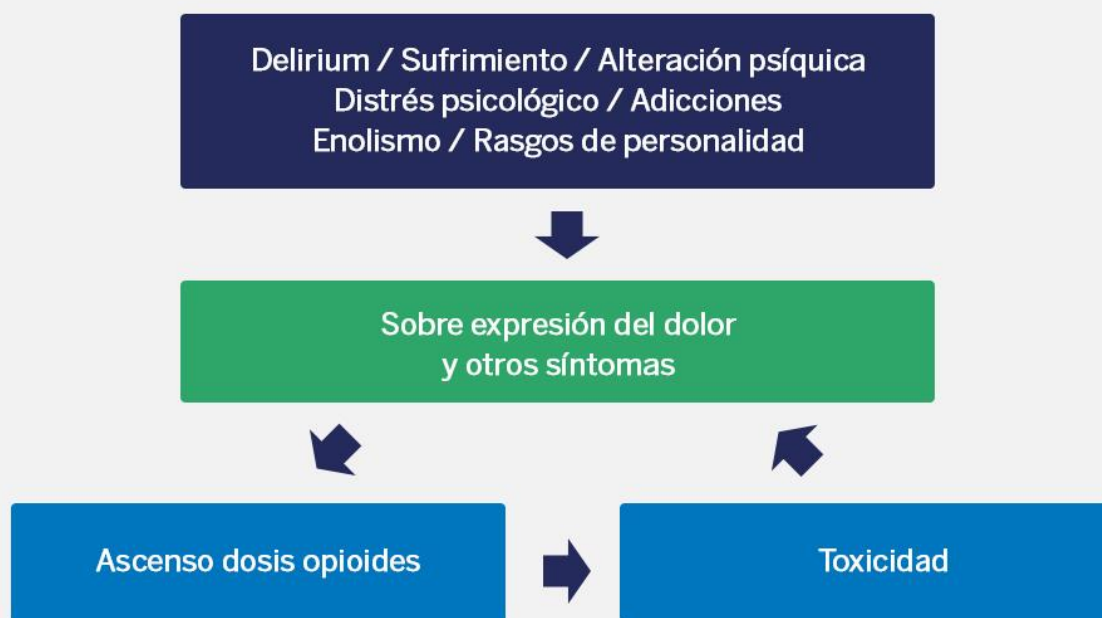 Delirium / Sufrimiento / Alteración psíquica
Distrés psicológico / Adicciones
Enolismo / Rasgos de personalidad
Sobre expresión del dolor
y otros síntomas
Ascenso dosis opioides
Toxicidad